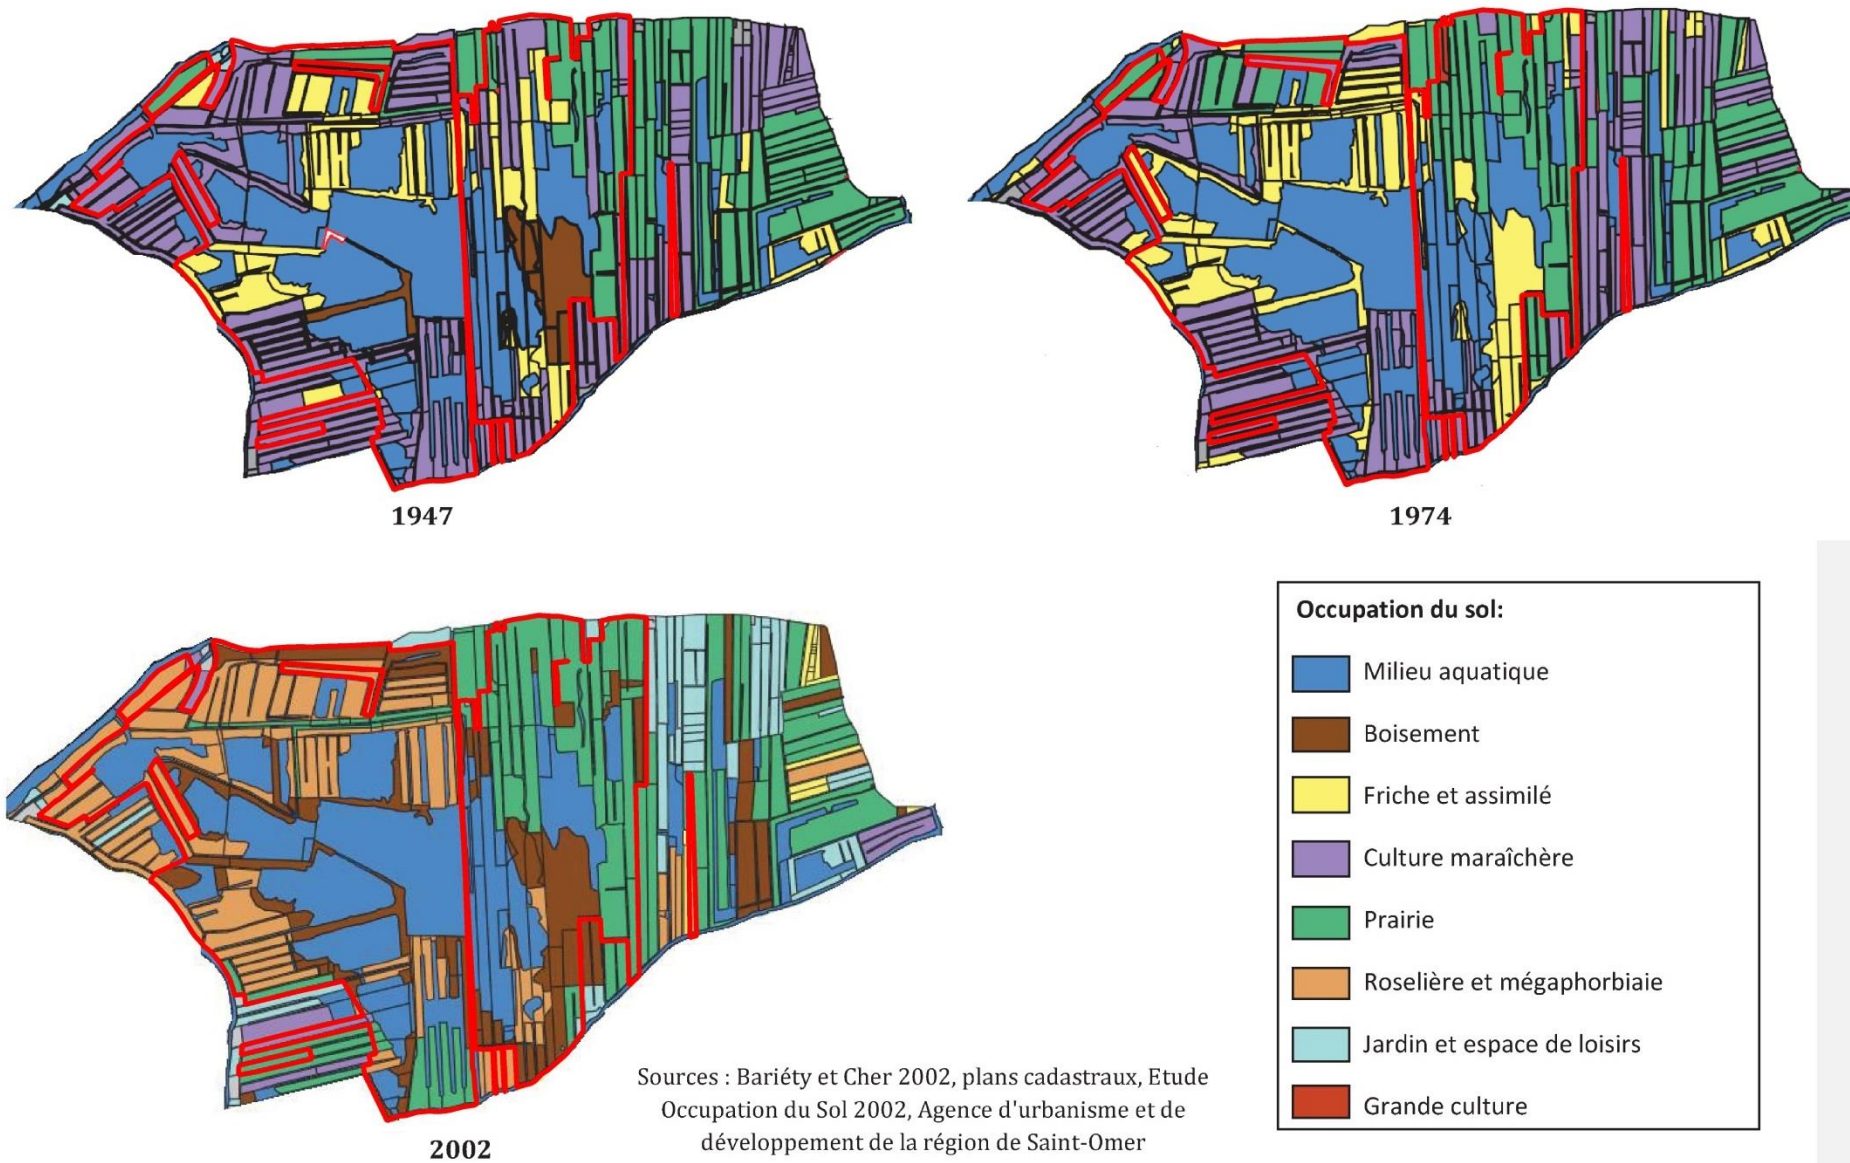 1947
1974
2002
Occupation du sol:
Milieu aquatique
Boisement
Friche et assimilé
Culture maraîchère
Prairie
Roselière et mégaphorbiaie
Jardin et espace de loisirs
Grande culture
Sources : Bariéty et Cher 2002, plans cadastraux, Etude
Occupation du Sol 2002, Agence d'urbanisme et de
développement de la région de Saint-Omer